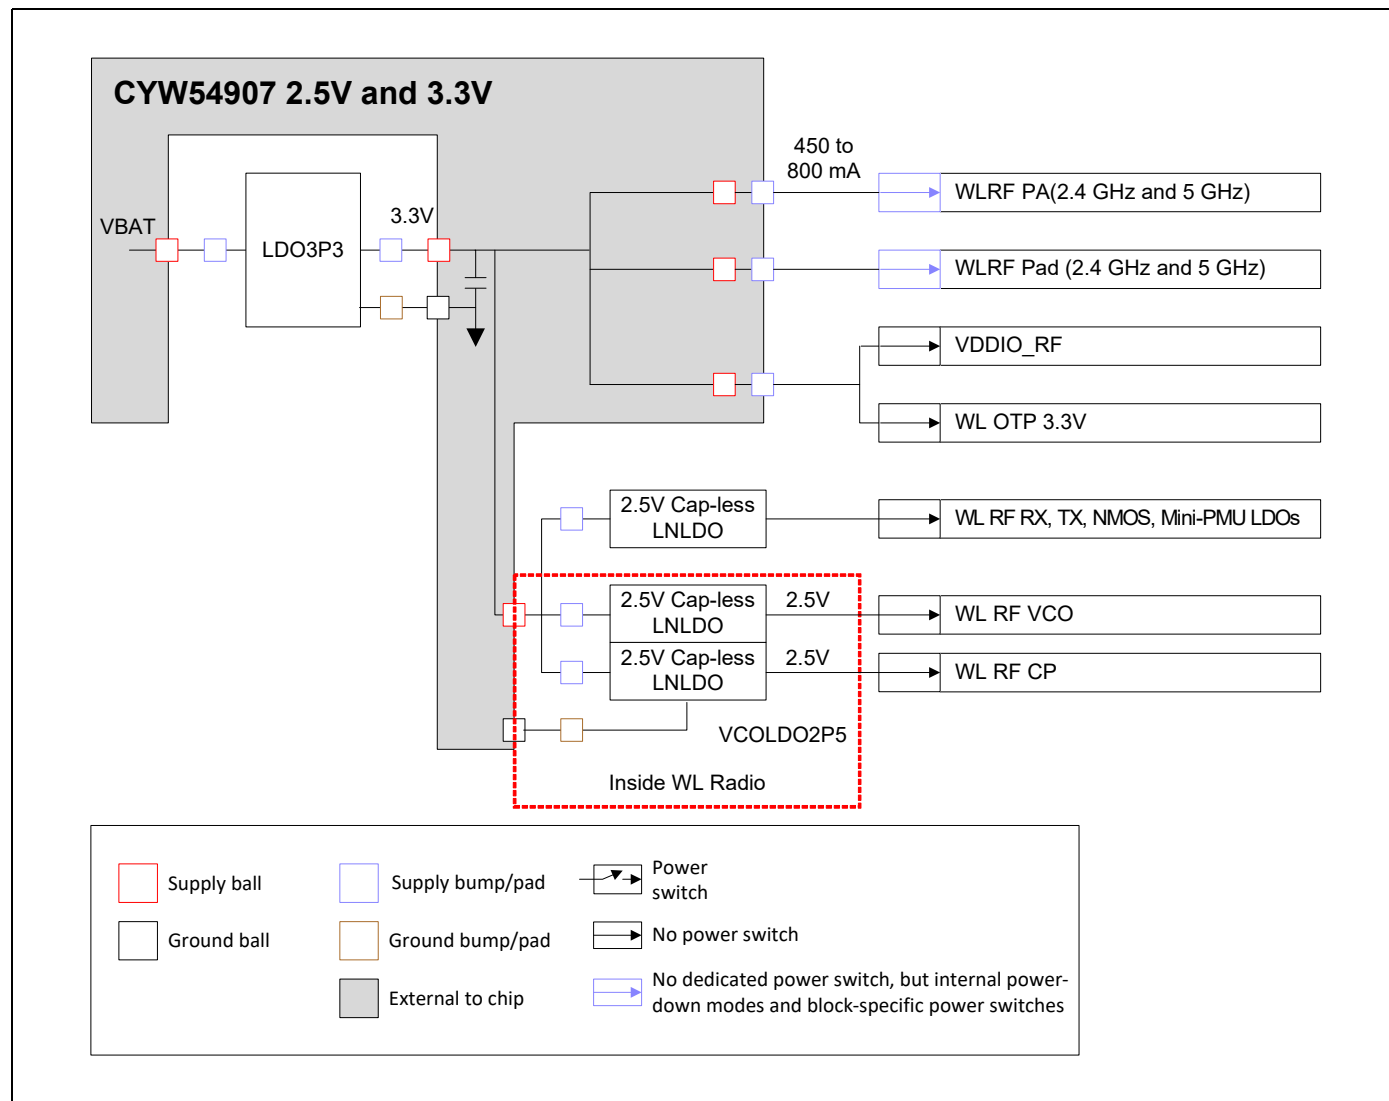 CYW54907 2.5V and 3.3V
450 to
800 mA
WLRF PA(2.4 GHz and 5 GHz)
VBAT
3.3V
LDO3P3
WLRF Pad (2.4 GHz and 5 GHz)
VDDIO_RF
WL OTP 3.3V
2.5V Cap-less
LNLDO
WL RF RX, TX, NMOS, Mini-PMU LDOs
2.5V Cap-less
LNLDO
2.5V
WL RF VCO
2.5V Cap-less
LNLDO
2.5V
WL RF CP
VCOLDO2P5
Inside WL Radio
Supply ball
Supply bump/pad
Power
switch
Ground ball
Ground bump/pad
No power switch
External to chip
No dedicated power switch, but internal power-
down modes and block-specific power switches